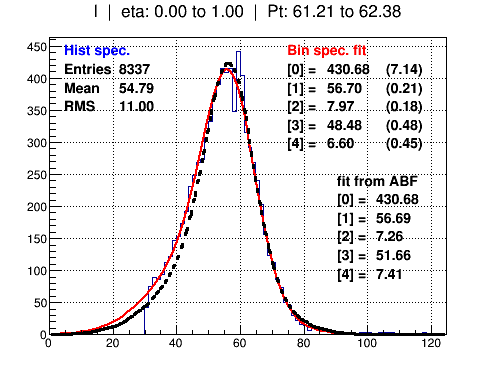 I | eta: 0.00 to 1.00 | Pt: 61.21 to 62.38
Hist spec.
Entries 8337
Mean 54.79
RMS 11.00
Bin spec. fit
[0] = 430.68 (7.14)
[1] = 56.70 (0.21)
[2] = 7.97 (0.18)
[3] = 48.48 (0.48)
[4] = 6.60 (0.45)
fit from ABF
[0] = 430.68
[1] = 56.69
[2] = 7.26
[3] = 51.66
[4] = 7.41
450
400
350
300
250
200
150
100
50
0
0 20 40 60 80 100 120